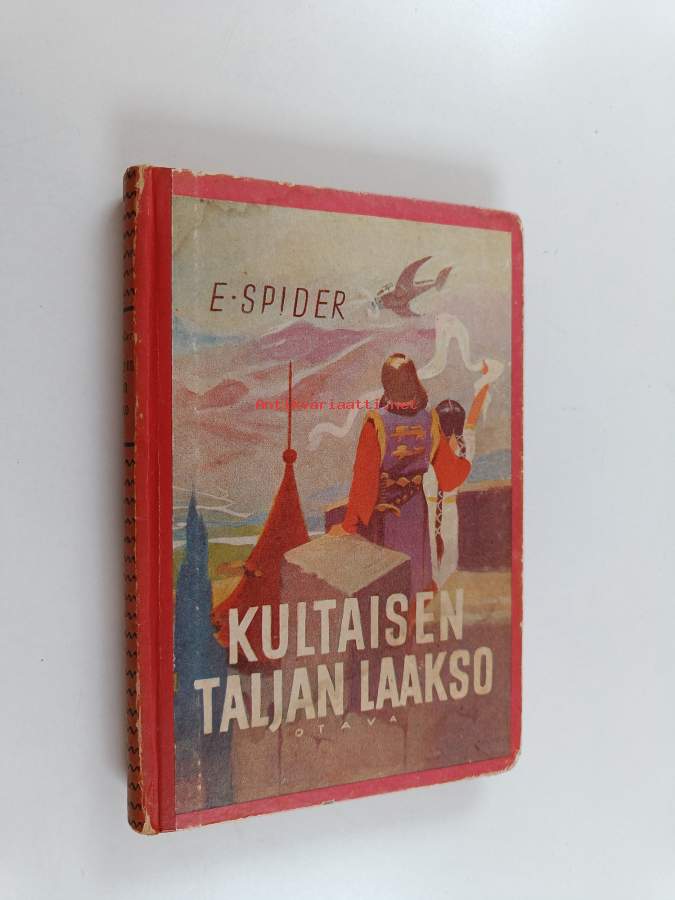 E·SPIDER
Antikvariaatti.net
KULTAISEN
TALJAN LAAKSO
OTAVA